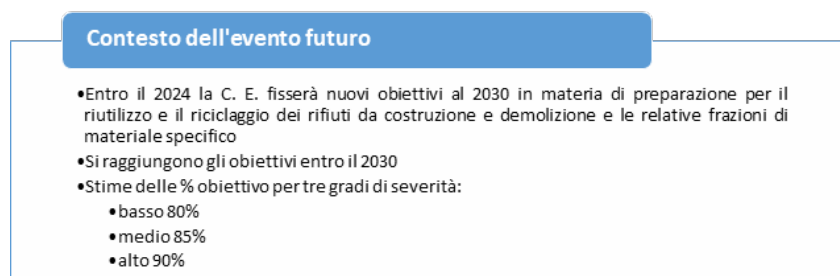 Contesto dell'evento futuro
•Entro il 2024 la C. E. fisserà nuovi obiettivi al 2030 in materia di preparazione per il
riutilizzo e il riciclaggio dei rifiuti da costruzione e demolizione e le relative frazioni di
materiale specifico
•Si raggiungono gli obiettivi entro il 2030
•Stime delle % obiettivo per tre gradi di severità:
•basso 80%
•medio 85%
•alto 90%